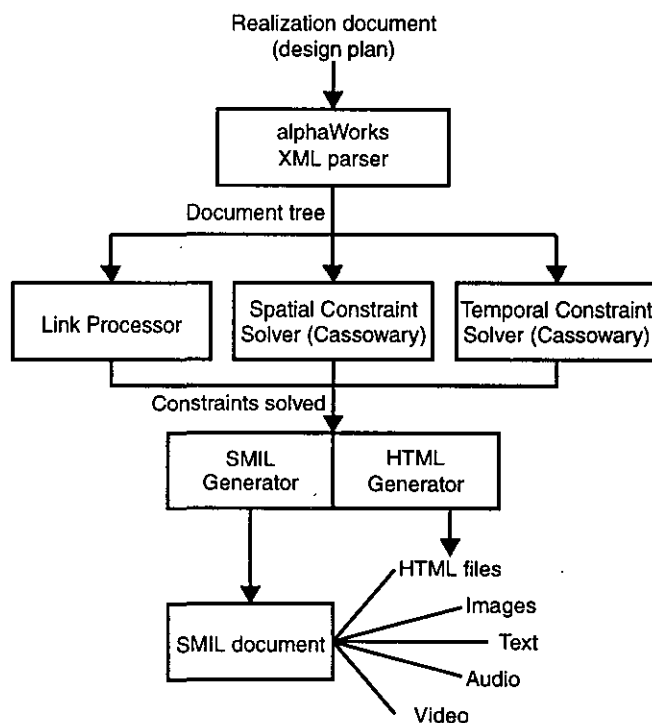 Realization document
(design plan)
alphaWorks
XML parser
Document tree
Link Processor
Spatial Constraint
Solver (Cassowary)
Temporal Constraint
Solver (Cassowary)
Constraints solved
SMIL
Generator
HTML
Generator
HTML files
Images
SMIL document
Text
Audio
Video